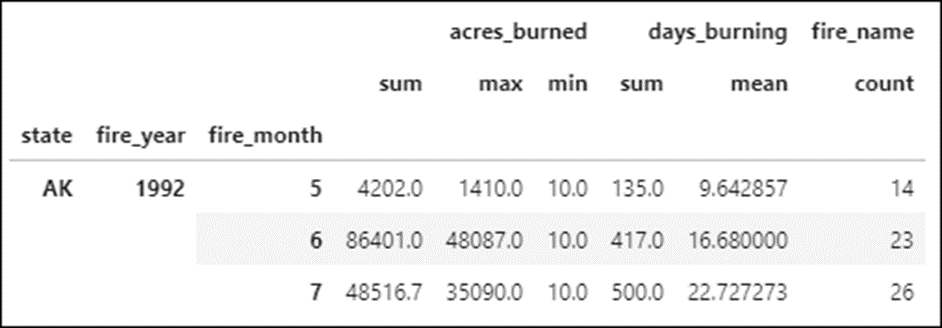 acres_burned days_burning fire_name
sum max min sum mean count
state fire_year fire_month
AK 1992 5 4202.0 1410.0 10.0 135.0 9.642857 14
6 86401.0 48087.0 10.0 417.0 16.680000 23
7 48516.7 35090.0 10.0 500.0 22.727273 26